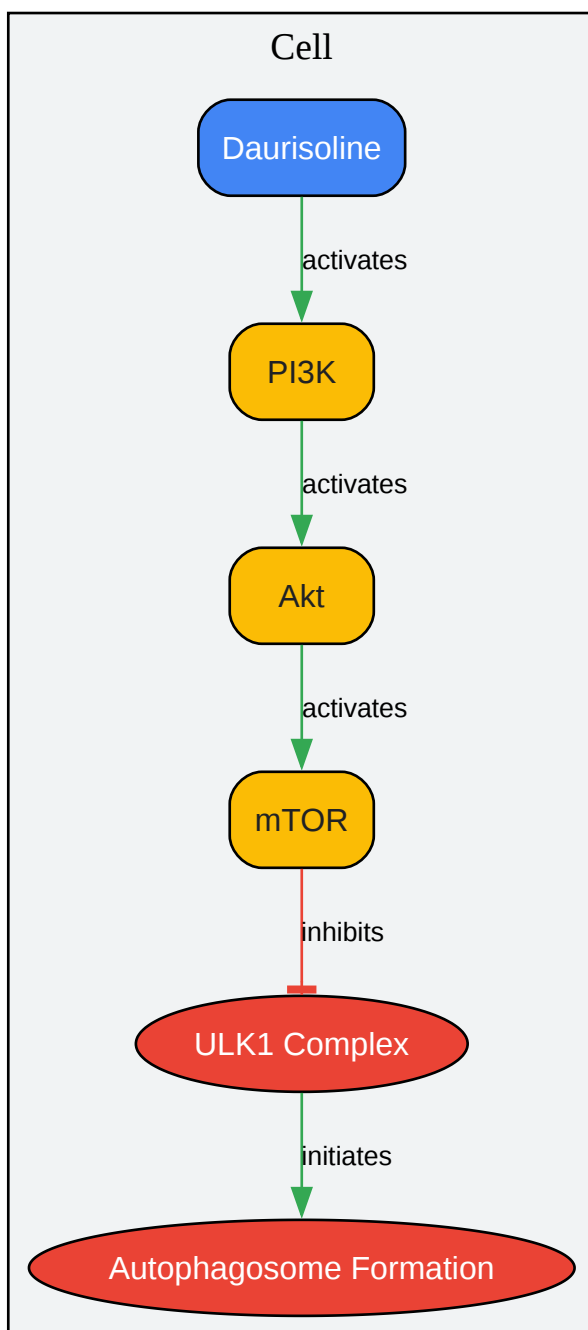 Cell
Daurisoline
activates
PI3K
activates
Akt
activates
mTOR
inhibits
ULK1 Complex
initiates
Autophagosome Formation